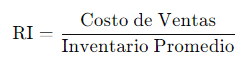 RI = Costo de Ventas
Inventario Promedio